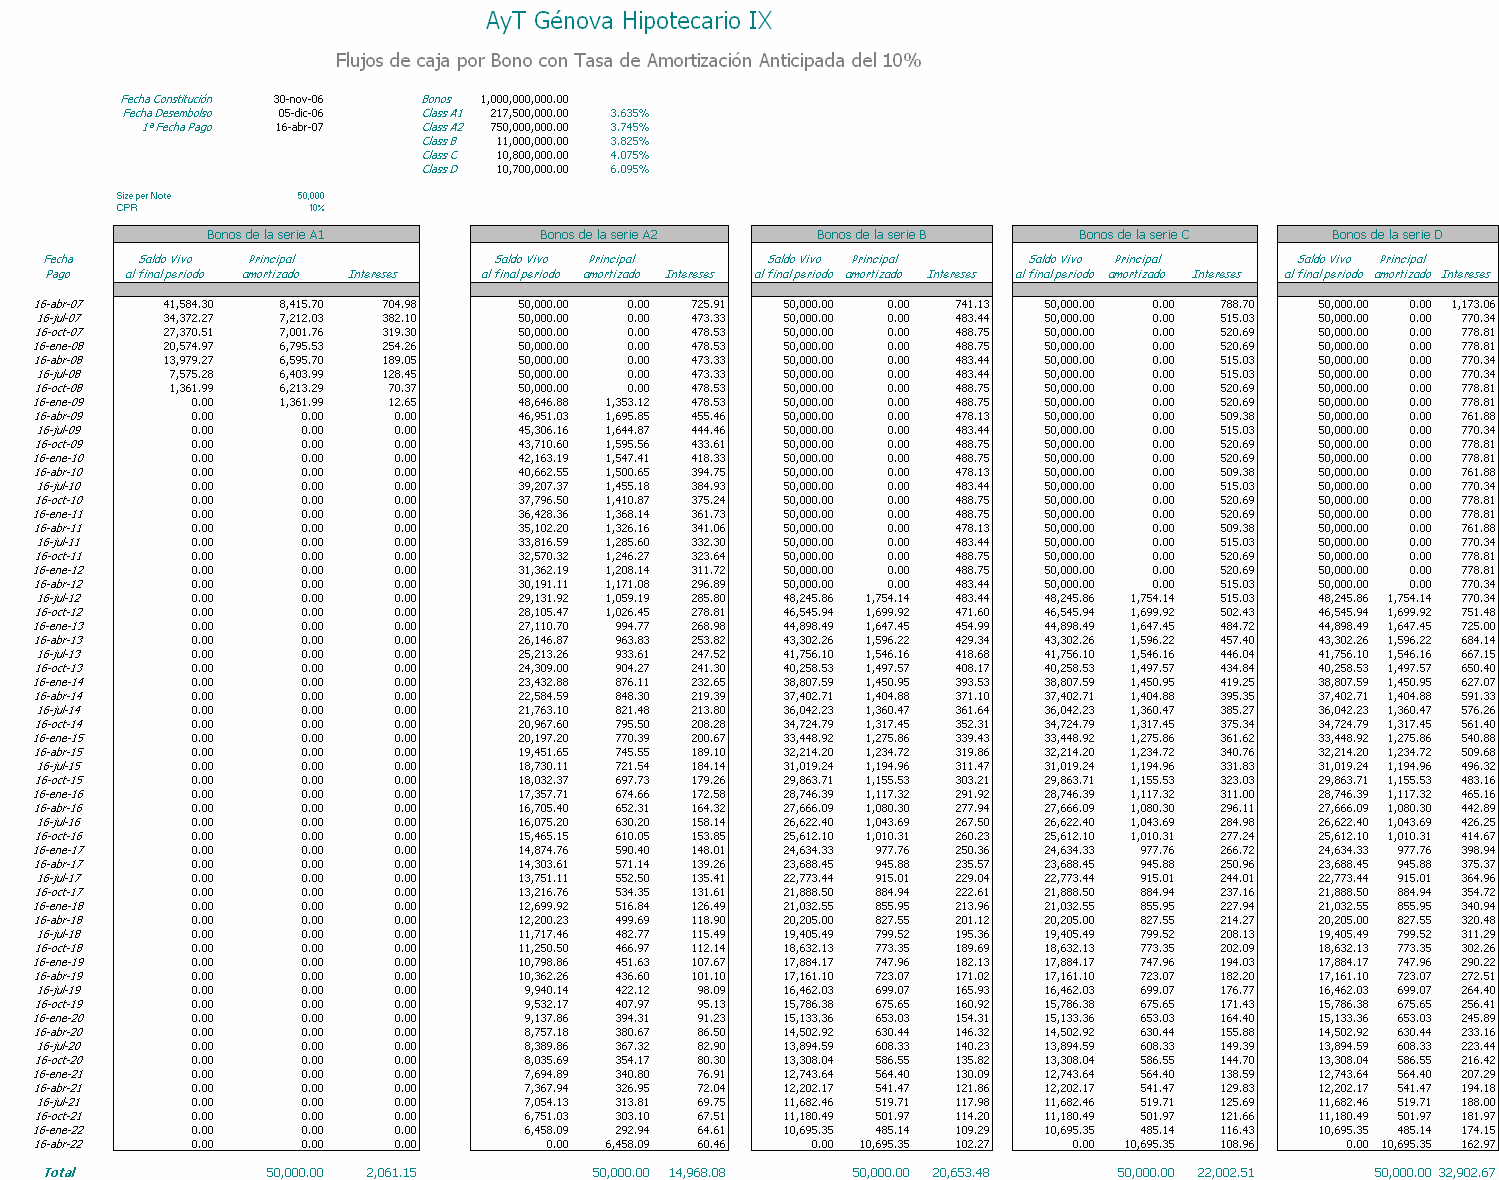 AyT Génova Hipotecario IX
Flujos de caja por Bono con Tasa de Amortización Anticipada del 10%
Fecha Constitución 30-nov-06 Bonos 1,000,000,000.00
Fecha Desembolso 05-dic-06 Class A1 217,500,000.00 3.635%
1ª Fecha Pago 16-abr-07 Class A2 750,000,000.00 3.745%
Class B 11,000,000.00 3.825%
Class C 10,800,000.00 4.075%
Class D 10,700,000.00 6.095%
Size per Note 50,000
CPR 10%
Bonos de la serie A1 Bonos de la serie A2 Bonos de la serie B Bonos de la serie C Bonos de la serie D
Fecha Saldo Vivo Principal Saldo Vivo Principal Saldo Vivo Principal Saldo Vivo Principal Saldo Vivo Principal
Pago al final periodo amortizado Intereses al final periodo amortizado Intereses al final periodo amortizado Intereses al final periodo amortizado Intereses al final periodo amortizado Intereses
16-abr-07 41,584.30 8,415.70 704.98 50,000.00 0.00 725.91 50,000.00 0.00 741.13 50,000.00 0.00 788.70 50,000.00 0.00 1,173.06
16-jul-07 34,372.27 7,212.03 382.10 50,000.00 0.00 473.33 50,000.00 0.00 483.44 50,000.00 0.00 515.03 50,000.00 0.00 770.34
16-oct-07 27,370.51 7,001.76 319.30 50,000.00 0.00 478.53 50,000.00 0.00 488.75 50,000.00 0.00 520.69 50,000.00 0.00 778.81
16-ene-08 20,574.97 6,795.53 254.26 50,000.00 0.00 478.53 50,000.00 0.00 488.75 50,000.00 0.00 520.69 50,000.00 0.00 778.81
16-abr-08 13,979.27 6,595.70 189.05 50,000.00 0.00 473.33 50,000.00 0.00 483.44 50,000.00 0.00 515.03 50,000.00 0.00 770.34
16-jul-08 7,575.28 6,403.99 128.45 50,000.00 0.00 473.33 50,000.00 0.00 483.44 50,000.00 0.00 515.03 50,000.00 0.00 770.34
16-oct-08 1,361.99 6,213.29 70.37 50,000.00 0.00 478.53 50,000.00 0.00 488.75 50,000.00 0.00 520.69 50,000.00 0.00 778.81
16-ene-09 0.00 1,361.99 12.65 48,646.88 1,353.12 478.53 50,000.00 0.00 488.75 50,000.00 0.00 520.69 50,000.00 0.00 778.81
16-abr-09 0.00 0.00 0.00 46,951.03 1,695.85 455.46 50,000.00 0.00 478.13 50,000.00 0.00 509.38 50,000.00 0.00 761.88
16-jul-09 0.00 0.00 0.00 45,306.16 1,644.87 444.46 50,000.00 0.00 483.44 50,000.00 0.00 515.03 50,000.00 0.00 770.34
16-oct-09 0.00 0.00 0.00 43,710.60 1,595.56 433.61 50,000.00 0.00 488.75 50,000.00 0.00 520.69 50,000.00 0.00 778.81
16-ene-10 0.00 0.00 0.00 42,163.19 1,547.41 418.33 50,000.00 0.00 488.75 50,000.00 0.00 520.69 50,000.00 0.00 778.81
16-abr-10 0.00 0.00 0.00 40,662.55 1,500.65 394.75 50,000.00 0.00 478.13 50,000.00 0.00 509.38 50,000.00 0.00 761.88
16-jul-10 0.00 0.00 0.00 39,207.37 1,455.18 384.93 50,000.00 0.00 483.44 50,000.00 0.00 515.03 50,000.00 0.00 770.34
16-oct-10 0.00 0.00 0.00 37,796.50 1,410.87 375.24 50,000.00 0.00 488.75 50,000.00 0.00 520.69 50,000.00 0.00 778.81
16-ene-11 0.00 0.00 0.00 36,428.36 1,368.14 361.73 50,000.00 0.00 488.75 50,000.00 0.00 520.69 50,000.00 0.00 778.81
16-abr-11 0.00 0.00 0.00 35,102.20 1,326.16 341.06 50,000.00 0.00 478.13 50,000.00 0.00 509.38 50,000.00 0.00 761.88
16-jul-11 0.00 0.00 0.00 33,816.59 1,285.60 332.30 50,000.00 0.00 483.44 50,000.00 0.00 515.03 50,000.00 0.00 770.34
16-oct-11 0.00 0.00 0.00 32,570.32 1,246.27 323.64 50,000.00 0.00 488.75 50,000.00 0.00 520.69 50,000.00 0.00 778.81
16-ene-12 0.00 0.00 0.00 31,362.19 1,208.14 311.72 50,000.00 0.00 488.75 50,000.00 0.00 520.69 50,000.00 0.00 778.81
16-abr-12 0.00 0.00 0.00 30,191.11 1,171.08 296.89 50,000.00 0.00 483.44 50,000.00 0.00 515.03 50,000.00 0.00 770.34
16-jul-12 0.00 0.00 0.00 29,131.92 1,059.19 285.80 48,245.86 1,754.14 483.44 48,245.86 1,754.14 515.03 48,245.86 1,754.14 770.34
16-oct-12 0.00 0.00 0.00 28,105.47 1,026.45 278.81 46,545.94 1,699.92 471.60 46,545.94 1,699.92 502.43 46,545.94 1,699.92 751.48
16-ene-13 0.00 0.00 0.00 27,110.70 994.77 268.98 44,898.49 1,647.45 454.99 44,898.49 1,647.45 484.72 44,898.49 1,647.45 725.00
16-abr-13 0.00 0.00 0.00 26,146.87 963.83 253.82 43,302.26 1,596.22 429.34 43,302.26 1,596.22 457.40 43,302.26 1,596.22 684.14
16-jul-13 0.00 0.00 0.00 25,213.26 933.61 247.52 41,756.10 1,546.16 418.68 41,756.10 1,546.16 446.04 41,756.10 1,546.16 667.15
16-oct-13 0.00 0.00 0.00 24,309.00 904.27 241.30 40,258.53 1,497.57 408.17 40,258.53 1,497.57 434.84 40,258.53 1,497.57 650.40
16-ene-14 0.00 0.00 0.00 23,432.88 876.11 232.65 38,807.59 1,450.95 393.53 38,807.59 1,450.95 419.25 38,807.59 1,450.95 627.07
16-abr-14 0.00 0.00 0.00 22,584.59 848.30 219.39 37,402.71 1,404.88 371.10 37,402.71 1,404.88 395.35 37,402.71 1,404.88 591.33
16-jul-14 0.00 0.00 0.00 21,763.10 821.48 213.80 36,042.23 1,360.47 361.64 36,042.23 1,360.47 385.27 36,042.23 1,360.47 576.26
16-oct-14 0.00 0.00 0.00 20,967.60 795.50 208.28 34,724.79 1,317.45 352.31 34,724.79 1,317.45 375.34 34,724.79 1,317.45 561.40
16-ene-15 0.00 0.00 0.00 20,197.20 770.39 200.67 33,448.92 1,275.86 339.43 33,448.92 1,275.86 361.62 33,448.92 1,275.86 540.88
16-abr-15 0.00 0.00 0.00 19,451.65 745.55 189.10 32,214.20 1,234.72 319.86 32,214.20 1,234.72 340.76 32,214.20 1,234.72 509.68
16-jul-15 0.00 0.00 0.00 18,730.11 721.54 184.14 31,019.24 1,194.96 311.47 31,019.24 1,194.96 331.83 31,019.24 1,194.96 496.32
16-oct-15 0.00 0.00 0.00 18,032.37 697.73 179.26 29,863.71 1,155.53 303.21 29,863.71 1,155.53 323.03 29,863.71 1,155.53 483.16
16-ene-16 0.00 0.00 0.00 17,357.71 674.66 172.58 28,746.39 1,117.32 291.92 28,746.39 1,117.32 311.00 28,746.39 1,117.32 465.16
16-abr-16 0.00 0.00 0.00 16,705.40 652.31 164.32 27,666.09 1,080.30 277.94 27,666.09 1,080.30 296.11 27,666.09 1,080.30 442.89
16-jul-16 0.00 0.00 0.00 16,075.20 630.20 158.14 26,622.40 1,043.69 267.50 26,622.40 1,043.69 284.98 26,622.40 1,043.69 426.25
16-oct-16 0.00 0.00 0.00 15,465.15 610.05 153.85 25,612.10 1,010.31 260.23 25,612.10 1,010.31 277.24 25,612.10 1,010.31 414.67
16-ene-17 0.00 0.00 0.00 14,874.76 590.40 148.01 24,634.33 977.76 250.36 24,634.33 977.76 266.72 24,634.33 977.76 398.94
16-abr-17 0.00 0.00 0.00 14,303.61 571.14 139.26 23,688.45 945.88 235.57 23,688.45 945.88 250.96 23,688.45 945.88 375.37
16-jul-17 0.00 0.00 0.00 13,751.11 552.50 135.41 22,773.44 915.01 229.04 22,773.44 915.01 244.01 22,773.44 915.01 364.96
16-oct-17 0.00 0.00 0.00 13,216.76 534.35 131.61 21,888.50 884.94 222.61 21,888.50 884.94 237.16 21,888.50 884.94 354.72
16-ene-18 0.00 0.00 0.00 12,699.92 516.84 126.49 21,032.55 855.95 213.96 21,032.55 855.95 227.94 21,032.55 855.95 340.94
16-abr-18 0.00 0.00 0.00 12,200.23 499.69 118.90 20,205.00 827.55 201.12 20,205.00 827.55 214.27 20,205.00 827.55 320.48
16-jul-18 0.00 0.00 0.00 11,717.46 482.77 115.49 19,405.49 799.52 195.36 19,405.49 799.52 208.13 19,405.49 799.52 311.29
16-oct-18 0.00 0.00 0.00 11,250.50 466.97 112.14 18,632.13 773.35 189.69 18,632.13 773.35 202.09 18,632.13 773.35 302.26
16-ene-19 0.00 0.00 0.00 10,798.86 451.63 107.67 17,884.17 747.96 182.13 17,884.17 747.96 194.03 17,884.17 747.96 290.22
16-abr-19 0.00 0.00 0.00 10,362.26 436.60 101.10 17,161.10 723.07 171.02 17,161.10 723.07 182.20 17,161.10 723.07 272.51
16-jul-19 0.00 0.00 0.00 9,940.14 422.12 98.09 16,462.03 699.07 165.93 16,462.03 699.07 176.77 16,462.03 699.07 264.40
16-oct-19 0.00 0.00 0.00 9,532.17 407.97 95.13 15,786.38 675.65 160.92 15,786.38 675.65 171.43 15,786.38 675.65 256.41
16-ene-20 0.00 0.00 0.00 9,137.86 394.31 91.23 15,133.36 653.03 154.31 15,133.36 653.03 164.40 15,133.36 653.03 245.89
16-abr-20 0.00 0.00 0.00 8,757.18 380.67 86.50 14,502.92 630.44 146.32 14,502.92 630.44 155.88 14,502.92 630.44 233.16
16-jul-20 0.00 0.00 0.00 8,389.86 367.32 82.90 13,894.59 608.33 140.23 13,894.59 608.33 149.39 13,894.59 608.33 223.44
16-oct-20 0.00 0.00 0.00 8,035.69 354.17 80.30 13,308.04 586.55 135.82 13,308.04 586.55 144.70 13,308.04 586.55 216.42
16-ene-21 0.00 0.00 0.00 7,694.89 340.80 76.91 12,743.64 564.40 130.09 12,743.64 564.40 138.59 12,743.64 564.40 207.29
16-abr-21 0.00 0.00 0.00 7,367.94 326.95 72.04 12,202.17 541.47 121.86 12,202.17 541.47 129.83 12,202.17 541.47 194.18
16-jul-21 0.00 0.00 0.00 7,054.13 313.81 69.75 11,682.46 519.71 117.98 11,682.46 519.71 125.69 11,682.46 519.71 188.00
16-oct-21 0.00 0.00 0.00 6,751.03 303.10 67.51 11,180.49 501.97 114.20 11,180.49 501.97 121.66 11,180.49 501.97 181.97
16-ene-22 0.00 0.00 0.00 6,458.09 292.94 64.61 10,695.35 485.14 109.29 10,695.35 485.14 116.43 10,695.35 485.14 174.15
16-abr-22 0.00 0.00 0.00 0.00 6,458.09 60.46 0.00 10,695.35 102.27 0.00 10,695.35 108.96 0.00 10,695.35 162.97
Total 50,000.00 2,061.15 50,000.00 14,968.08 50,000.00 20,653.48 50,000.00 22,002.51 50,000.00 32,902.67